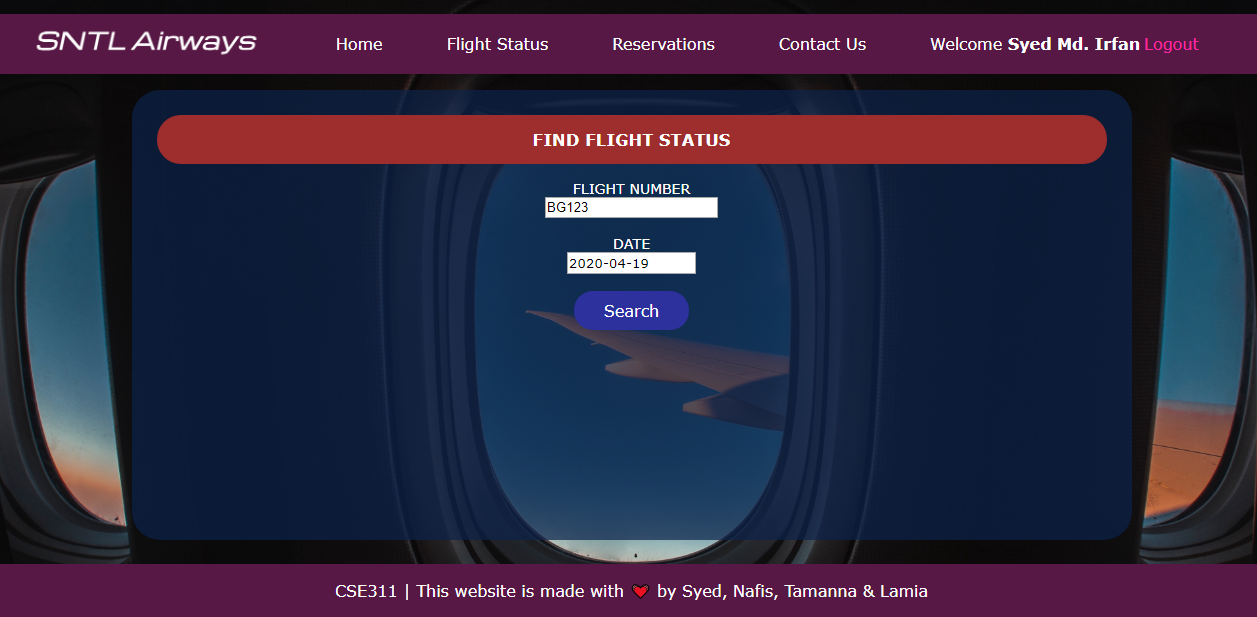 SNTL Airways
Home
Flight Status
Reservations
Contact Us
Welcome Syed Md. Irfan Logout
FIND FLIGHT STATUS
FLIGHT NUMBER
BG123
DATE
2020-04-19
Search
CSE311 | This website is made with ❤ by Syed, Nafis, Tamanna & Lamia